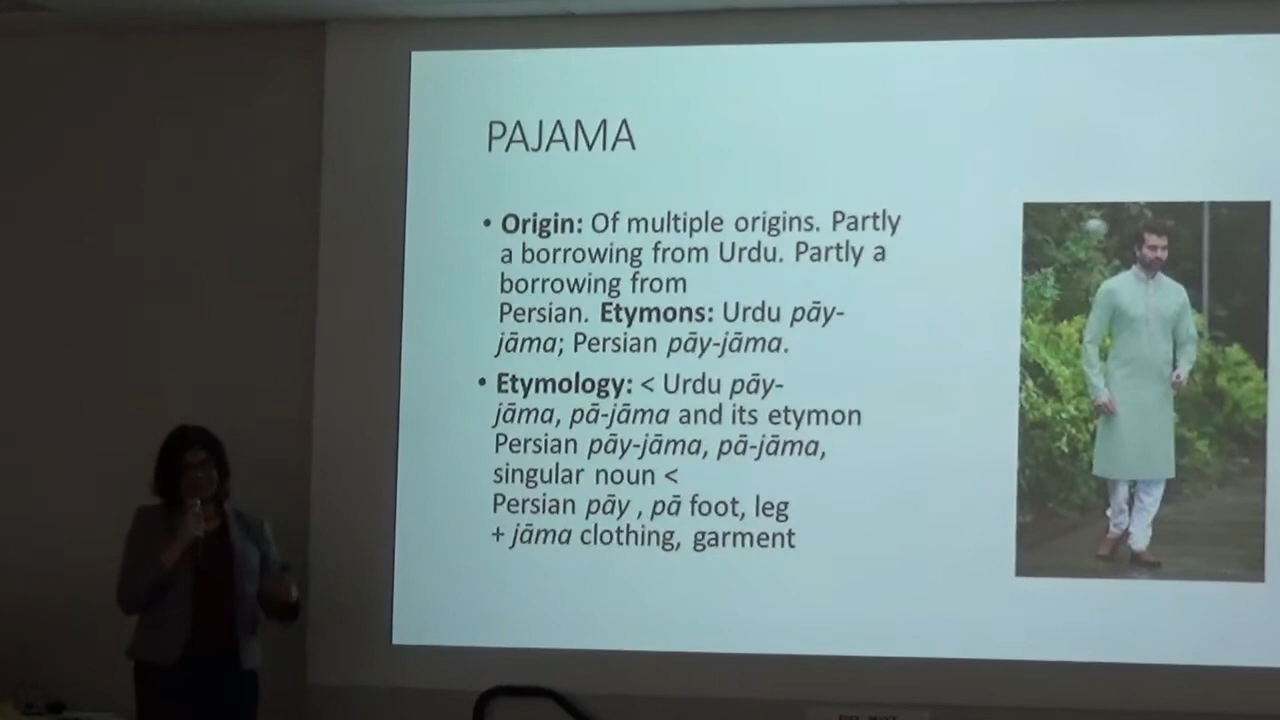 PAJAMA
• Origin: Of multiple origins. Partly
a borrowing from Urdu. Partly a
borrowing from
Persian. Etymons: Urdu pāy-
jāma; Persian pāy-jāma.
• Etymology: < Urdu pāy-
jāma, pā-jāma and its etymon
Persian pāy-jāma, pā-jāma,
singular noun <
Persian pāy , pā foot, leg
+ jāma clothing, garment